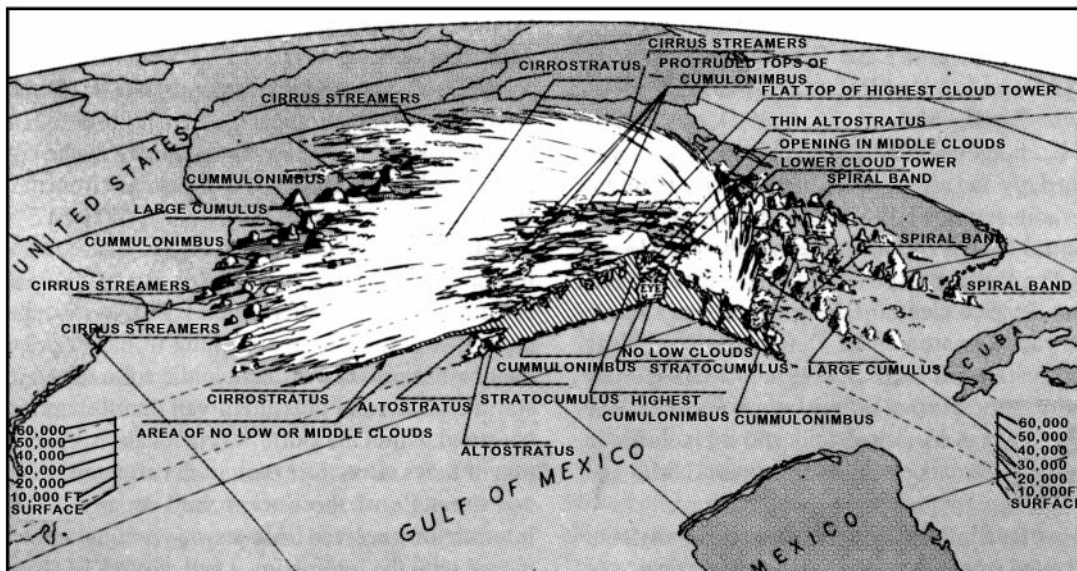 CIRRUS STREAMERS
PROTRUDED TOPS OF
CUMULONIMBUS
CIRROSTRATUS
FLAT TOP OF HIGHEST CLOUD TOWER
CIRRUS STREAMERS
THIN ALTOSTRATUS
OPENING IN MIDDLE CLOUDS
LOWER CLOUD TOWER
SPIRAL BAND
UNITED STATES
CUMMULONIMBUS
LARGE CUMULUS
CUMMULONIMBUS
SPIRAL BAND
CIRRUS STREAMERS
SPIRAL BAND
EYE
CIRRUS STREAMERS
CUBA
NO LOW CLOUDS
CUMMULONIMBUS
STRATOCUMULUS
LARGE CUMULUS
CIRROSTRATUS
ALTOSTRATUS
STRATOCUMULUS
HIGHEST
CUMULONIMBUS
CUMMULONIMBUS
AREA OF NO LOW OR MIDDLE CLOUDS
ALTOSTRATUS
60,000
50,000
40,000
20,000
10,000 FT
SURFACE
GULF OF MEXICO
60,000
50,000
40,000
30,000
20,000
10,000FT
SURFACE
MEXICO